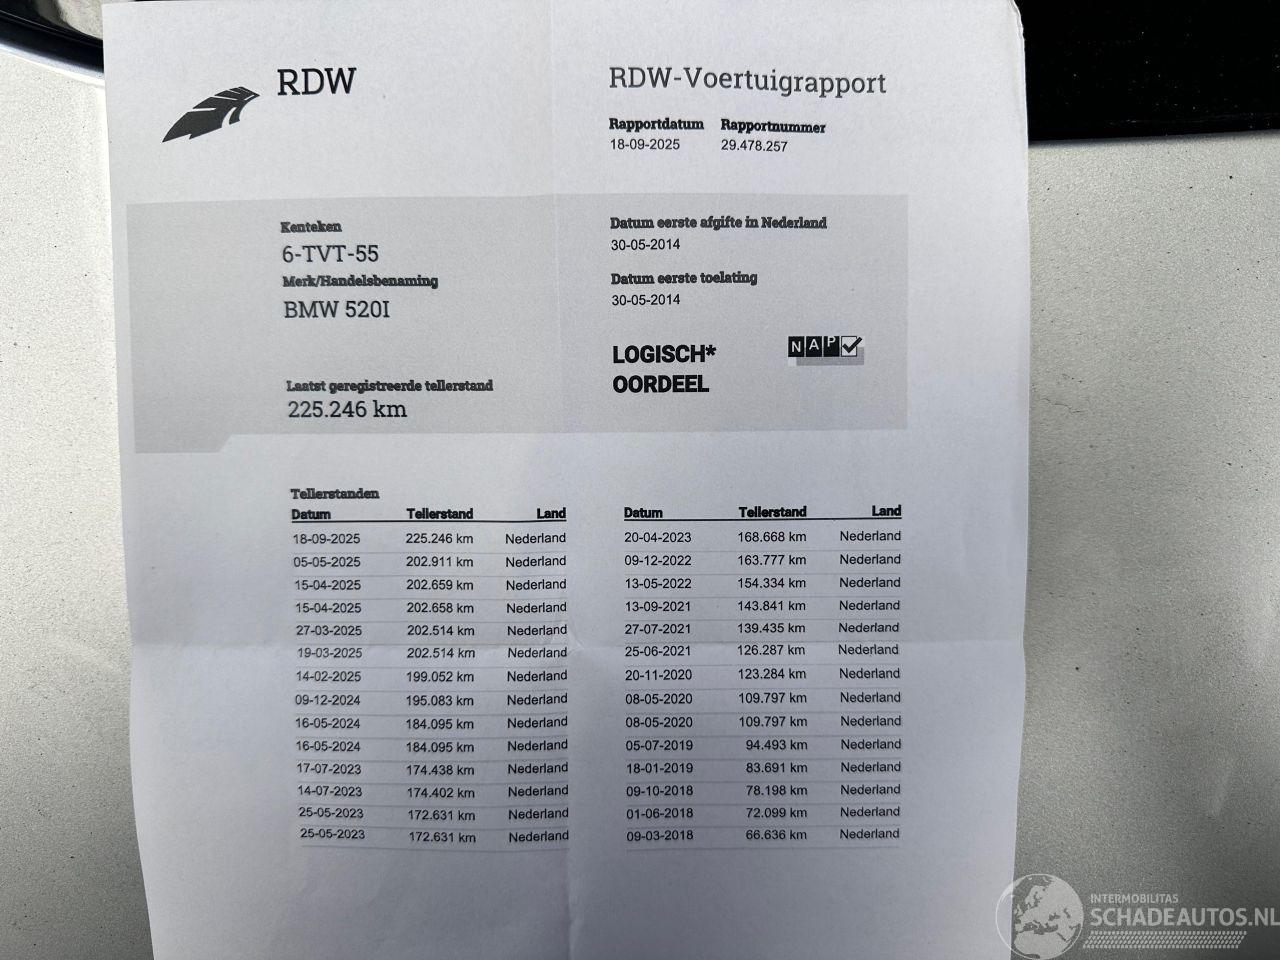 RDW
RDW-Voertuigrapport
Rapportdatum Rapportnummer
18-09-2025 29.478.257
Kenteken
6-TVT-55
Merk/Handelsbenaming
BMW 520I
Laatst geregistreerde tellerstand
225.246 km
Datum eerste afgifte in Nederland
30-05-2014
Datum eerste toelating
30-05-2014
LOGISCH*
OORDEEL
NAP
Tellerstanden
Datum Tellerstand Land
18-09-2025 225.246 km Nederland
05-05-2025 202.911 km Nederland
15-04-2025 202.659 km Nederland
15-04-2025 202.658 km Nederland
27-03-2025 202.514 km Nederland
19-03-2025 202.514 km Nederland
14-02-2025 199.052 km Nederland
09-12-2024 195.083 km Nederland
16-05-2024 184.095 km Nederland
16-05-2024 184.095 km Nederland
17-07-2023 174.438 km Nederland
14-07-2023 174.402 km Nederland
25-05-2023 172.631 km Nederland
25-05-2023 172.631 km Nederland
Datum Tellerstand Land
20-04-2023 168.668 km Nederland
09-12-2022 163.777 km Nederland
13-05-2022 154.334 km Nederland
13-09-2021 143.841 km Nederland
27-07-2021 139.435 km Nederland
25-06-2021 126.287 km Nederland
20-11-2020 123.284 km Nederland
08-05-2020 109.797 km Nederland
08-05-2020 109.797 km Nederland
05-07-2019 94.493 km Nederland
18-01-2019 83.691 km Nederland
09-10-2018 78.198 km Nederland
01-06-2018 72.099 km Nederland
09-03-2018 66.636 km Nederland
INTERMOBILITAS
SCHADEAUTOS.NL